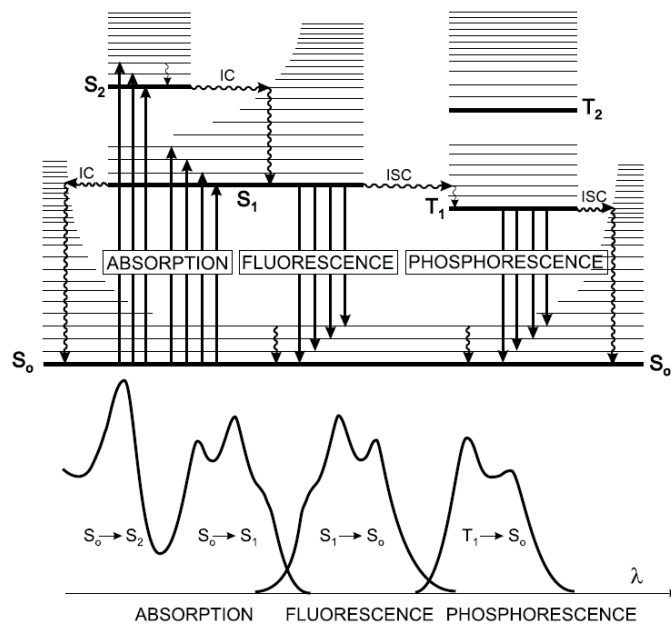 IC
S₂
T₂
IC
ISC
ISC
S₁
T₁
ABSORPTION
FLUORESCENCE
PHOSPHORESCENCE
Sₒ
Sₒ
Sₒ→S₂
Sₒ→S₁
S₁→Sₒ
T₁→Sₒ
λ
ABSORPTION
FLUORESCENCE
PHOSPHORESCENCE